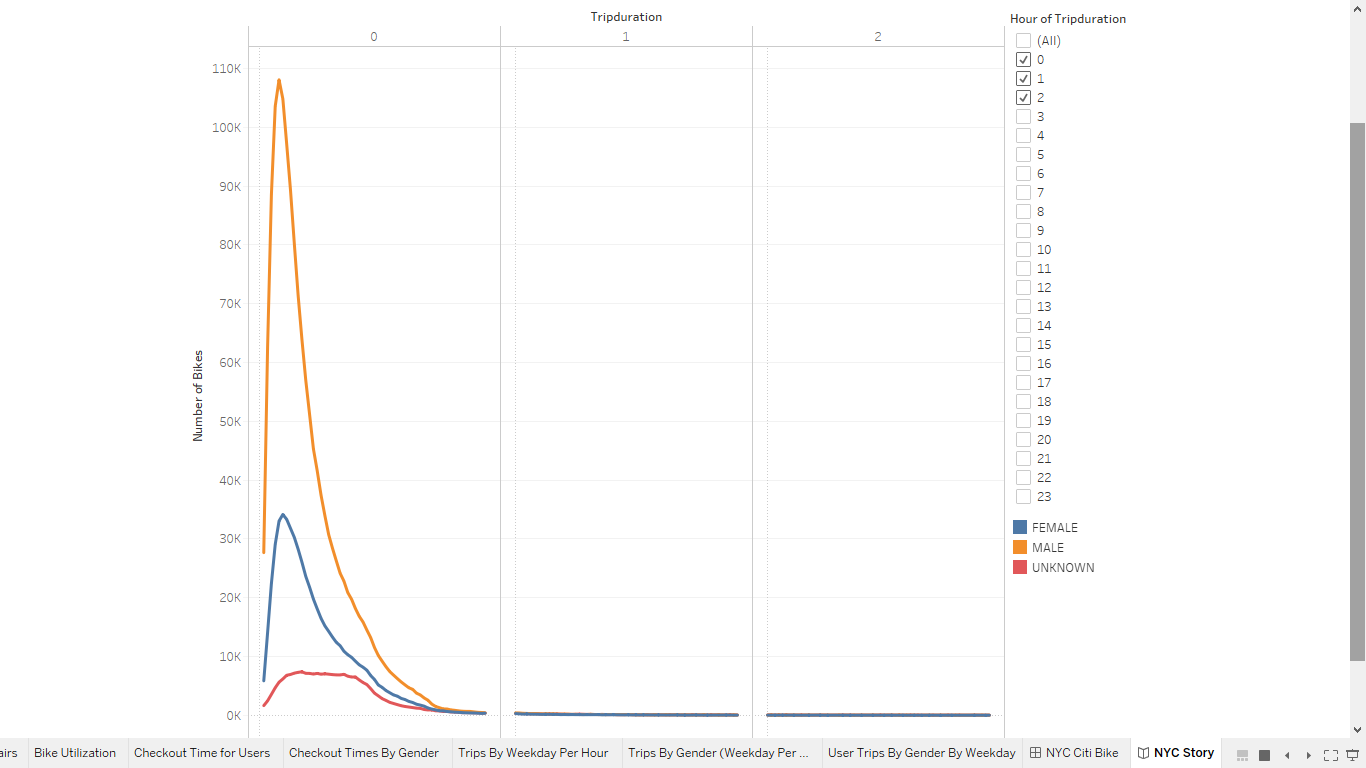 Tripduration
0 1 2
110K
100K
90K
80K
70K
60K
50K
40K
30K
20K
10K
0K
Number of Bikes
Hour of Tripduration
(All)
0
1
2
3
4
5
6
7
8
9
10
11
12
13
14
15
16
17
18
19
20
21
22
23
FEMALE
MALE
UNKNOWN
airs Bike Utilization Checkout Time for Users Checkout Times By Gender Trips By Weekday Per Hour Trips By Gender (Weekday Per ... User Trips By Gender By Weekday NYC Citi Bike NYC Story